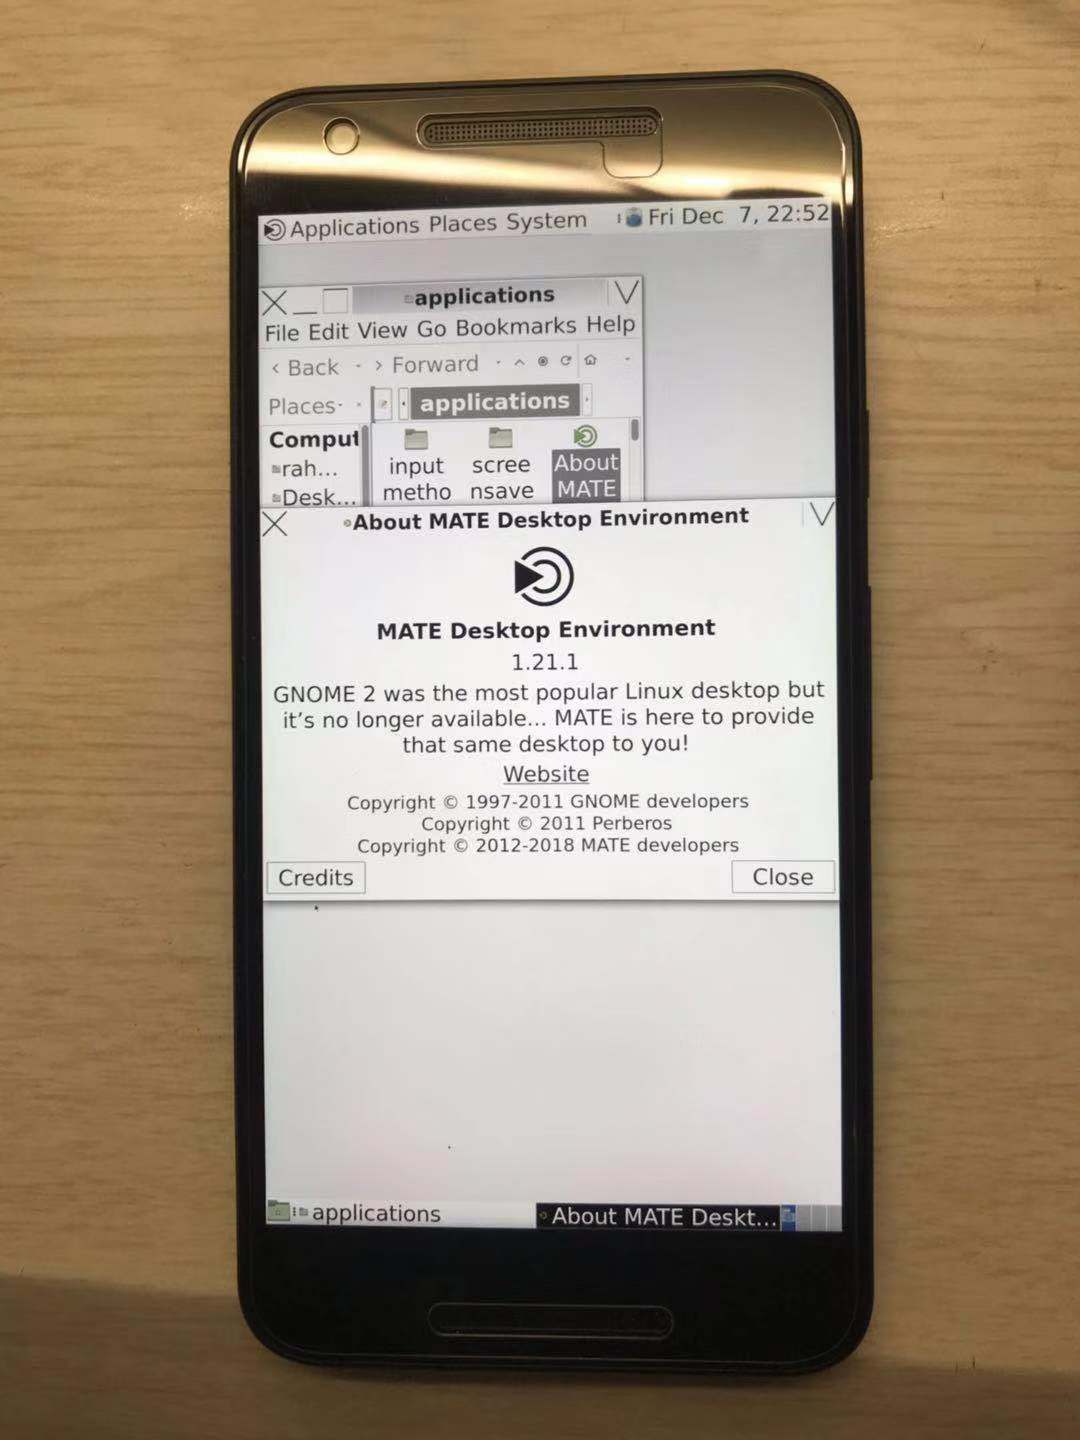 Applications Places System Fri Dec 7, 22:52
applications
File Edit View Go Bookmarks Help
< Back > Forward
Places
applications
Comput
rah...
Desk...
input metho
scree nsave
About MATE
About MATE Desktop Environment
MATE Desktop Environment
1.21.1
GNOME 2 was the most popular Linux desktop but
it's no longer available... MATE is here to provide
that same desktop to you!
Website
Copyright © 1997-2011 GNOME developers
Copyright © 2011 Perberos
Copyright © 2012-2018 MATE developers
Credits Close
applications About MATE Deskt...